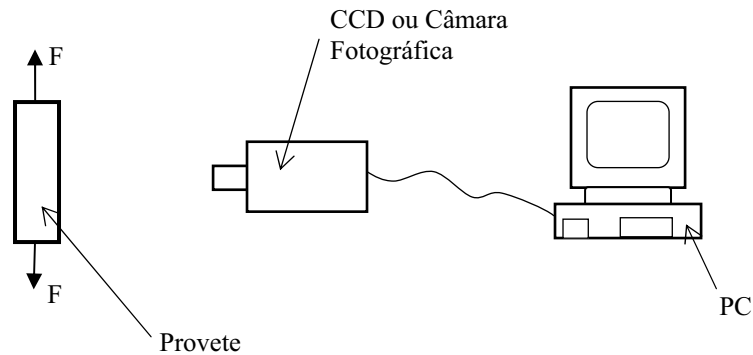 CCD ou Câmara
Fotográfica
F
F
PC
Provete